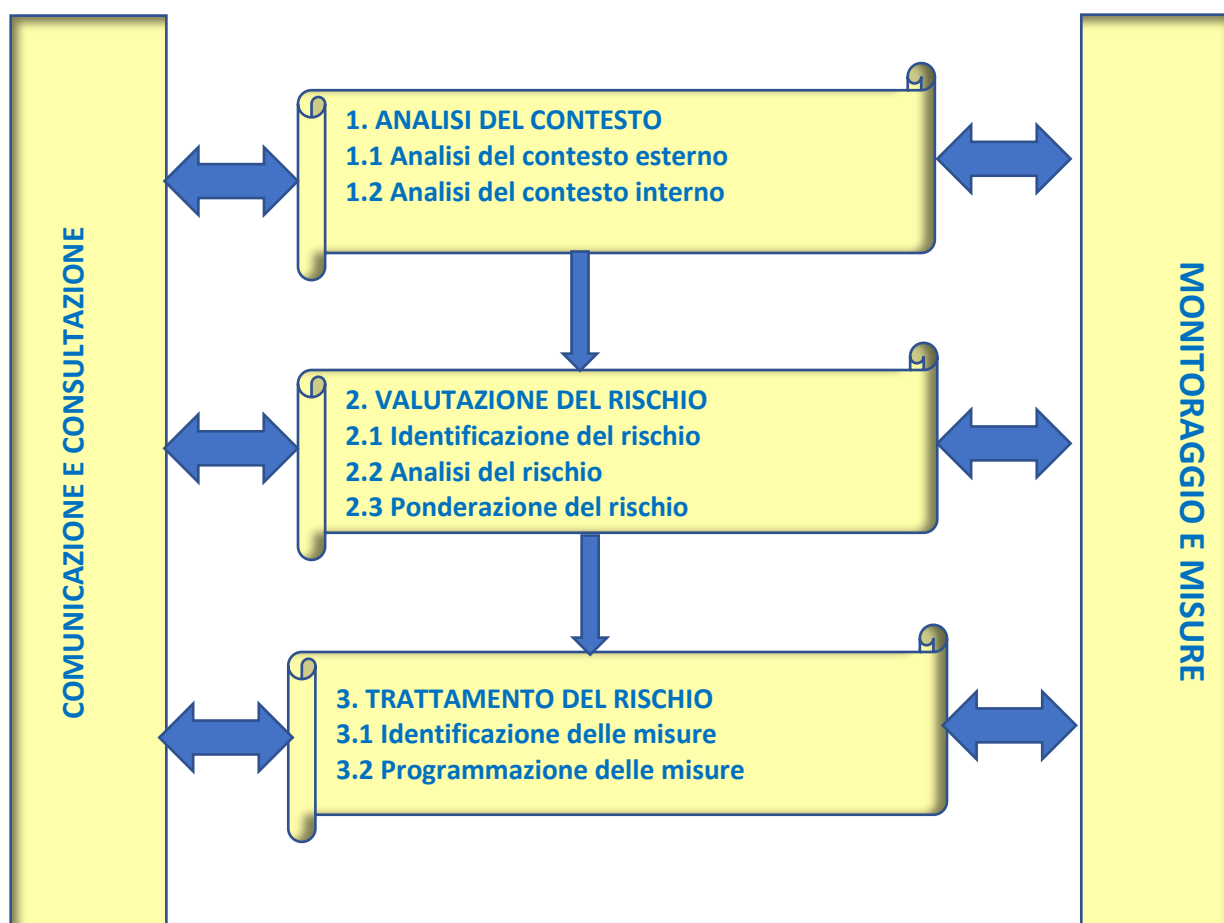 COMUNICAZIONE E CONSULTAZIONE
1. ANALISI DEL CONTESTO
1.1 Analisi del contesto esterno
1.2 Analisi del contesto interno
2. VALUTAZIONE DEL RISCHIO
2.1 Identificazione del rischio
2.2 Analisi del rischio
2.3 Ponderazione del rischio
3. TRATTAMENTO DEL RISCHIO
3.1 Identificazione delle misure
3.2 Programmazione delle misure
MONITORAGGIO E MISURE